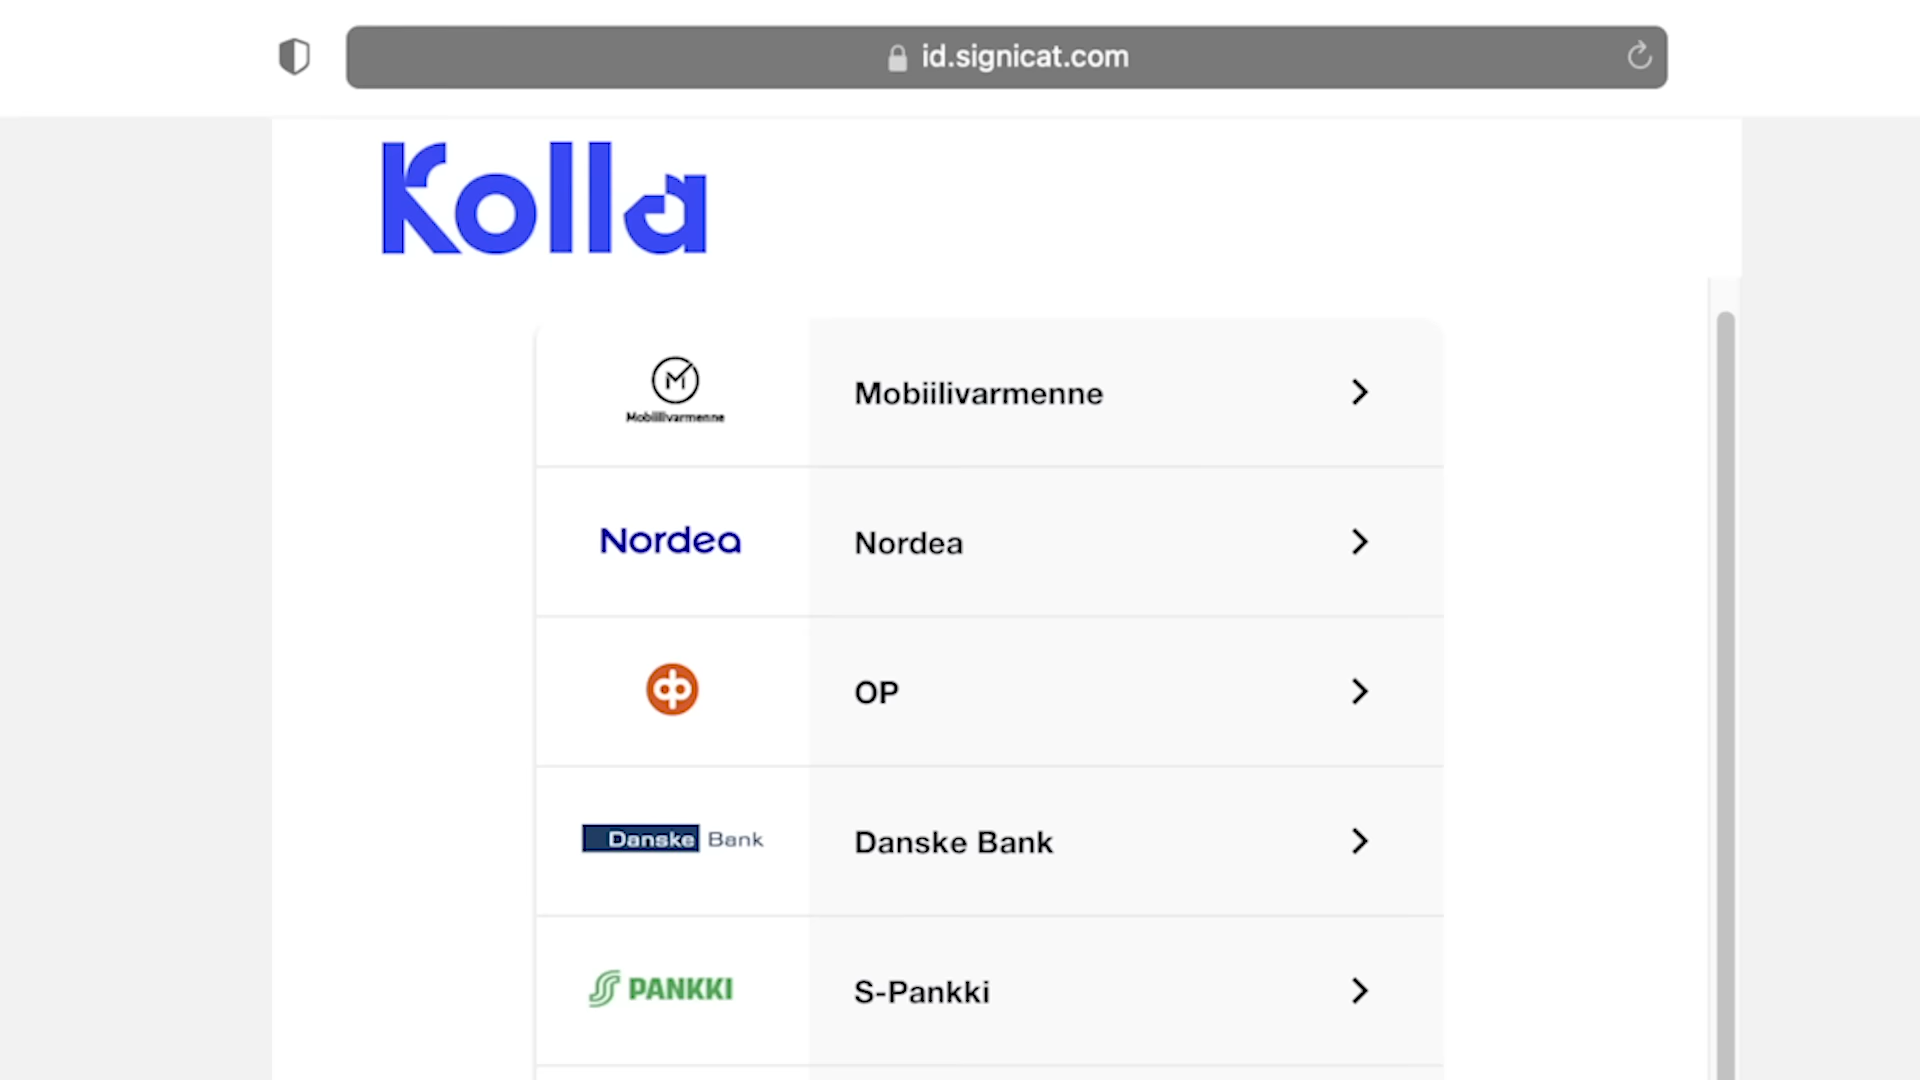 id.signicat.com
Kolla
Mobiilivarmenne
Mobiilivarmenne
Nordea
Nordea
OP
Danske Bank
Danske Bank
S PANKKI
S-Pankki